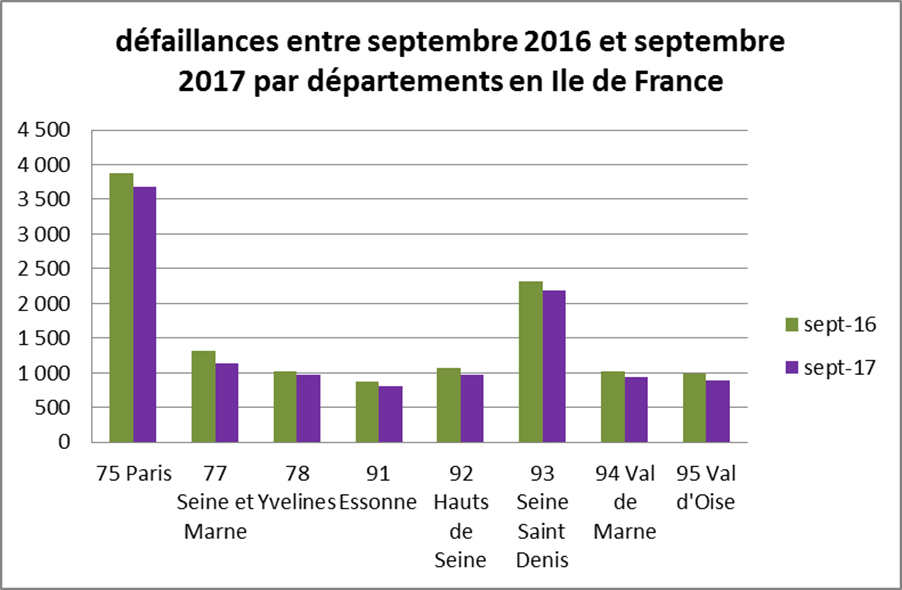 défaillances entre septembre 2016 et septembre
2017 par départements en Ile de France
4 500
4 000
3 500
3 000
2 500
2 000
1 500
1 000
500
0
75 Paris
77
Seine et
Marne
78
Yvelines
91
Essonne
92
Hauts
de
Seine
93
Seine
Saint
Denis
94 Val
de
Marne
95 Val
d'Oise
sept-16
sept-17